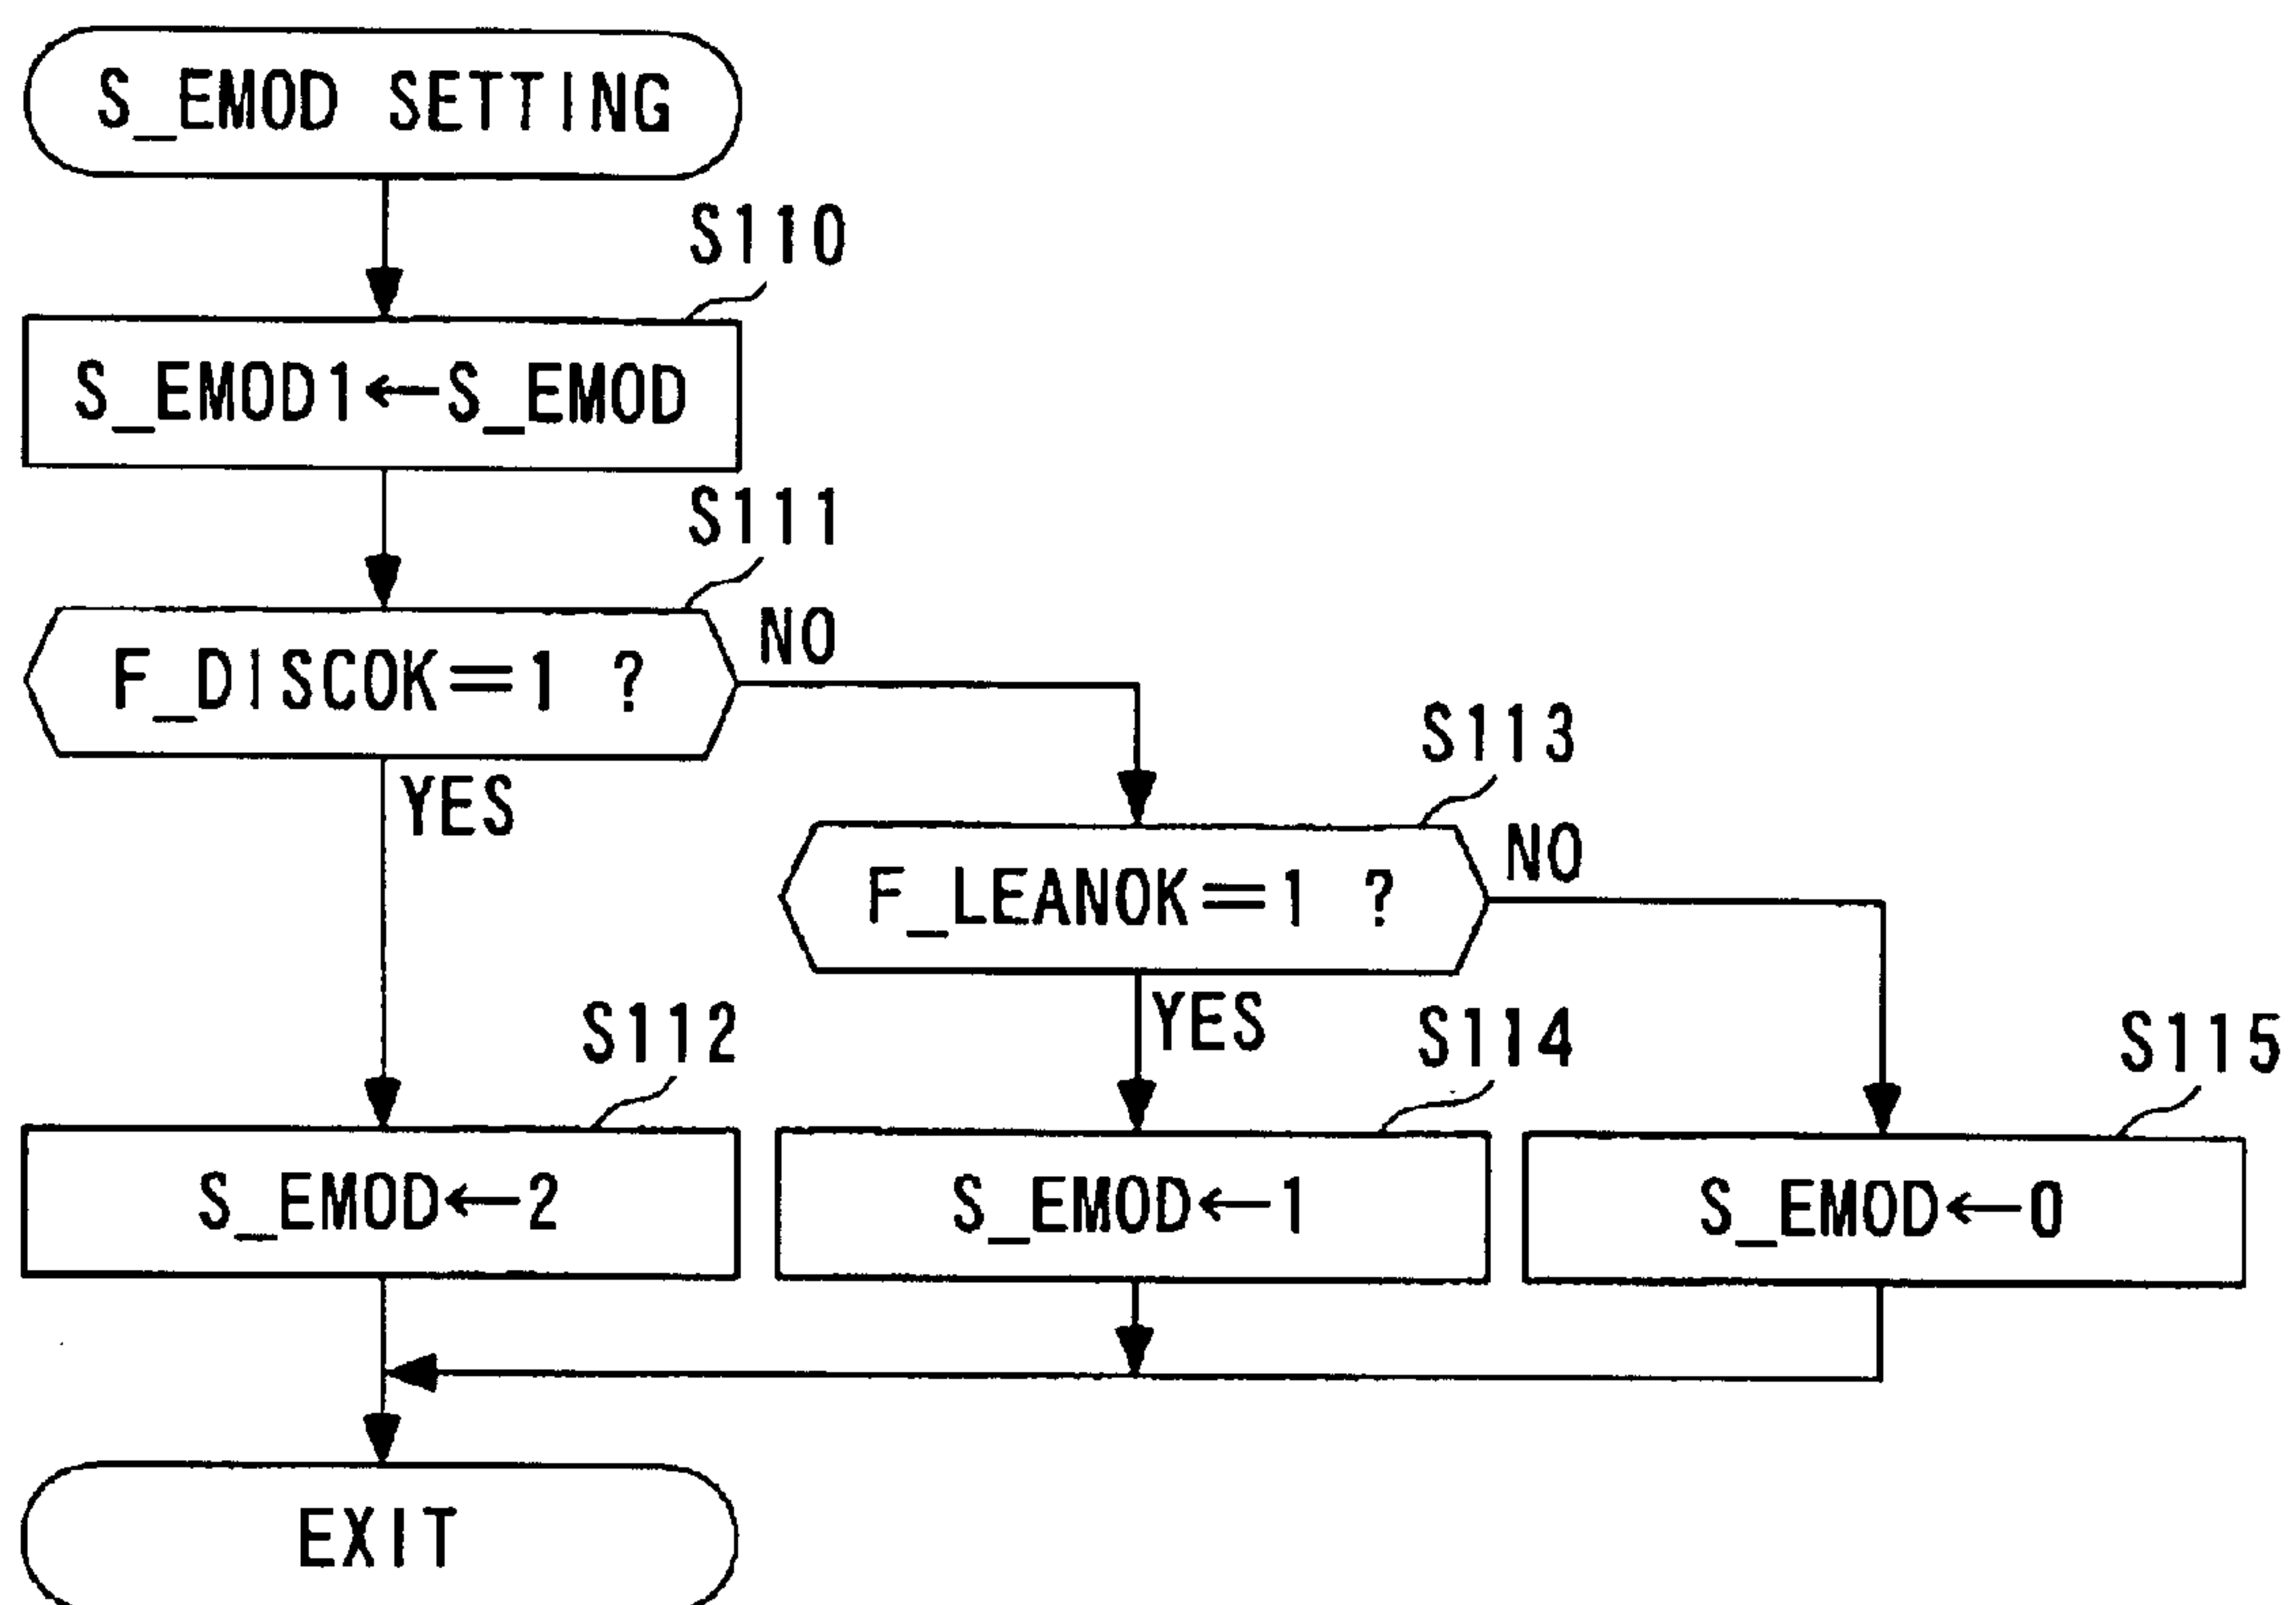 S_EMOD SETTING
S110
S_EMOD1←S_EMOD
S111
F_DISCOK=1 ?
NO
YES
S113
F_LEANOK=1 ?
NO
YES
S112
S_EMOD←2
S114
S_EMOD←1
S115
S_EMOD←0
EXIT